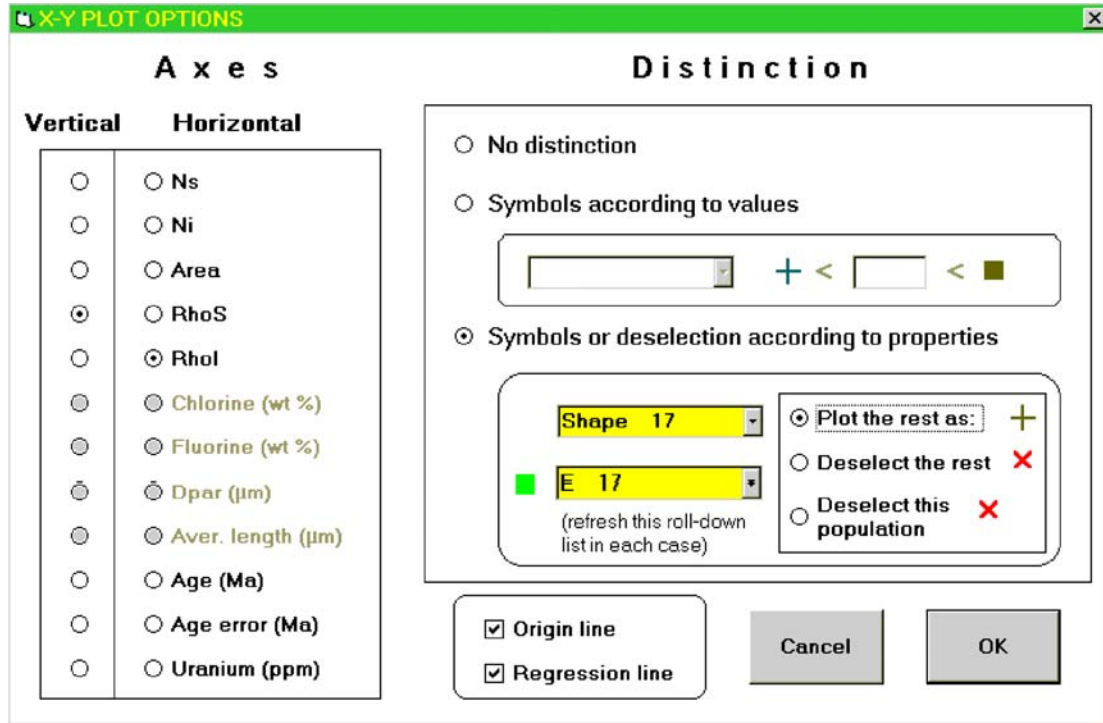 X-Y PLOT OPTIONS
A x e s
Vertical Horizontal
Ns
Ni
Area
RhoS
RhoI
Chlorine (wt %)
Fluorine (wt %)
Dpar (µm)
Aver. length (µm)
Age (Ma)
Age error (Ma)
Uranium (ppm)
Distinction
No distinction
Symbols according to values
+ < <
Symbols or deselection according to properties
Shape 17
E 17
(refresh this roll-down
list in each case)
Plot the rest as: +
Deselect the rest
Deselect this
population
Origin line
Regression line
Cancel
OK